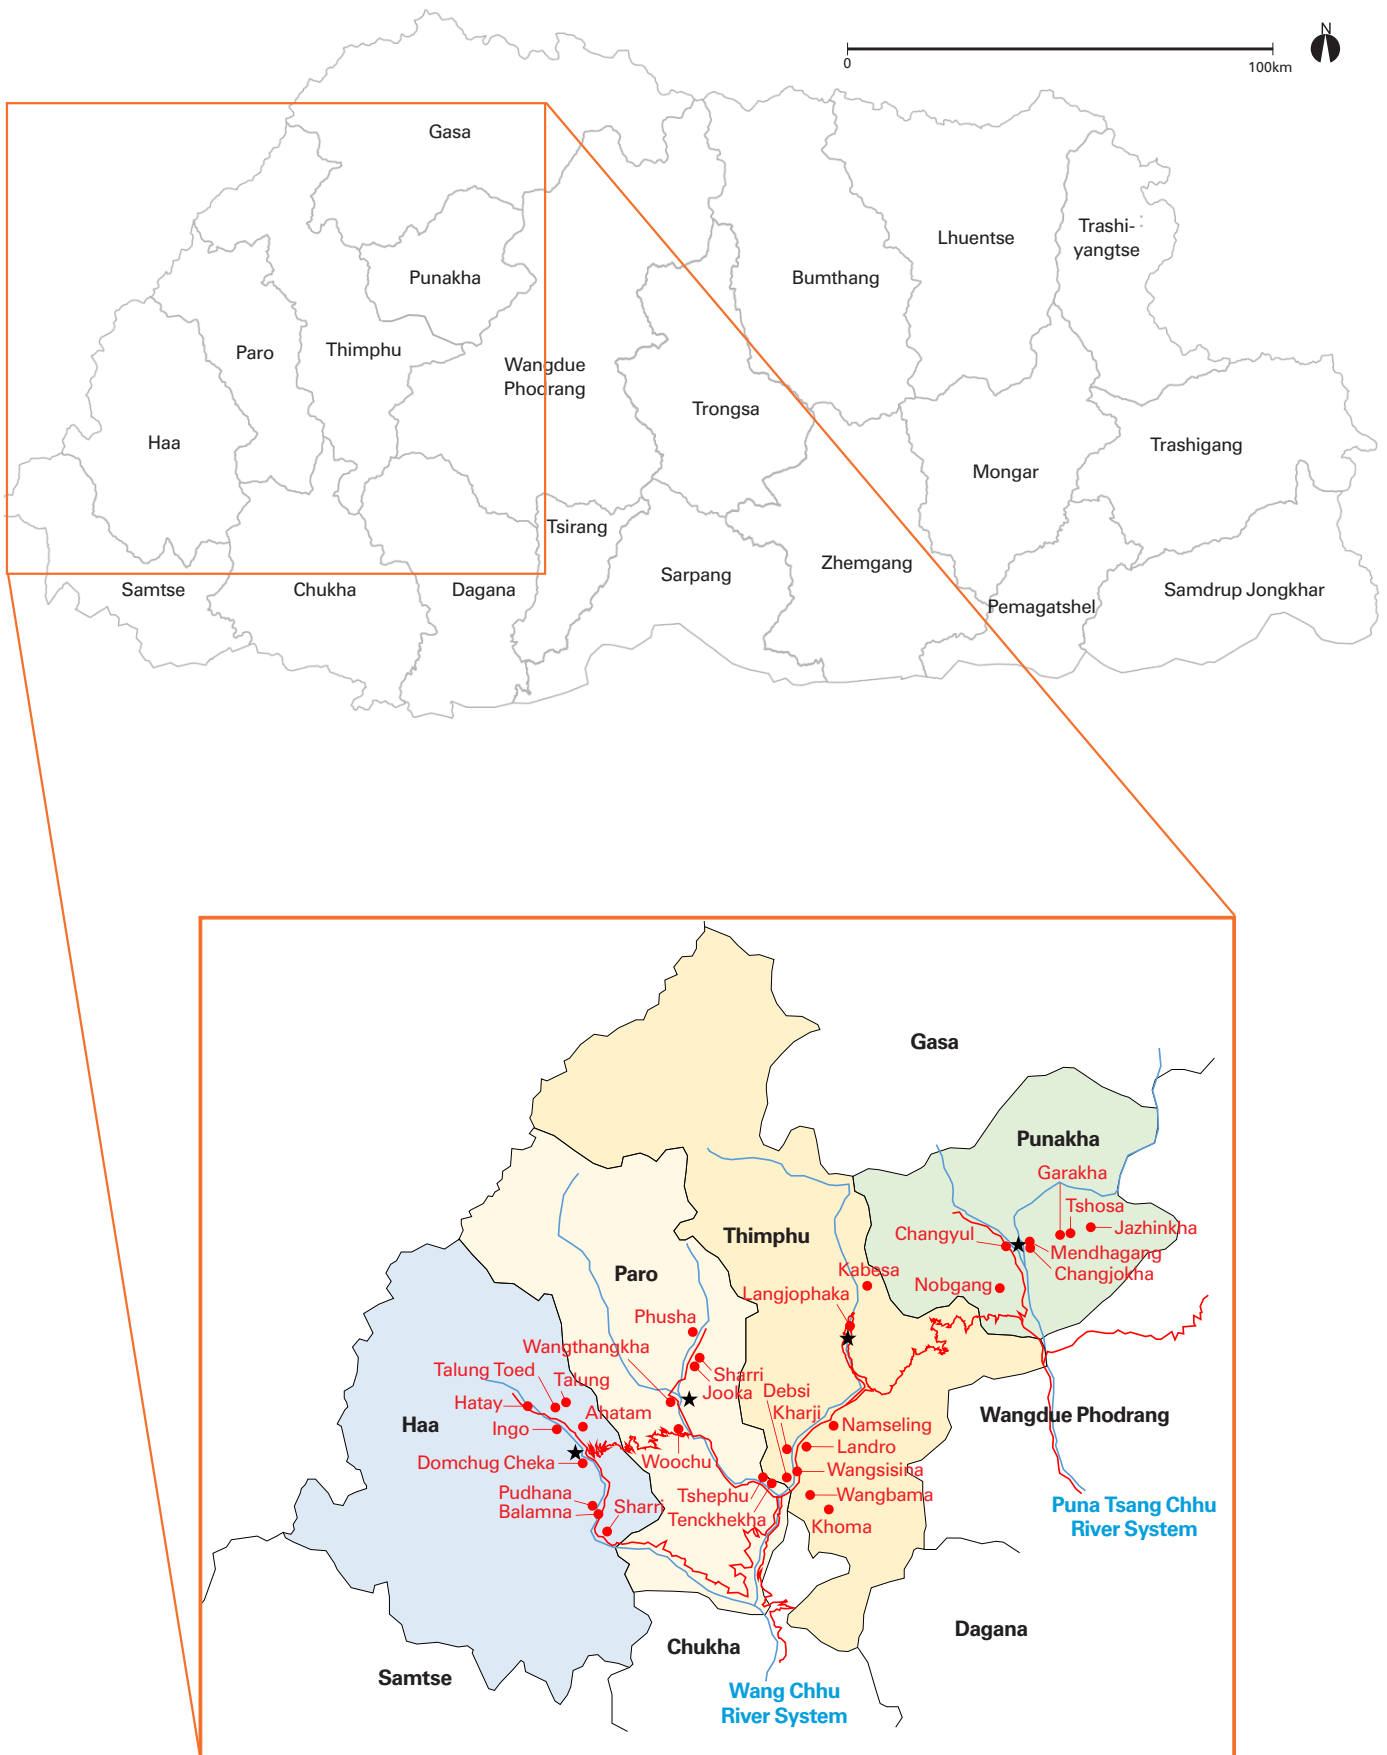 N
0
100km
Gasa
Lhuentse
Trashi-
yangtse
Punakha
Bumthang
Paro
Thimphu
Wangdue
Phodrang
Trongsa
Haa
Trashigang
Mongar
Tsirang
Zhemgang
Sarpang
Samtse
Chukha
Dagana
Pemagatshel
Samdrup Jongkhar
Gasa
Punakha
Garakha
Tshosa
Jazhinkha
Changyul
Mendhagang
Changjokha
Nobgang
Thimphu
Kabesa
Langjophaka
Paro
Phusha
Wangthangkha
Sharri
Jooka
Talung Toed
Talung
Hatay
Ahatam
Ingo
Haa
Domchug Cheka
Woochu
Debsi
Kharji
Namseling
Landro
Wangsisina
Wangbama
Khoma
Tshephu
Tenckhekha
Pudhana
Balamna
Sharri
Wangdue Phodrang
Puna Tsang Chhu
River System
Dagana
Chukha
Samtse
Wang Chhu
River System